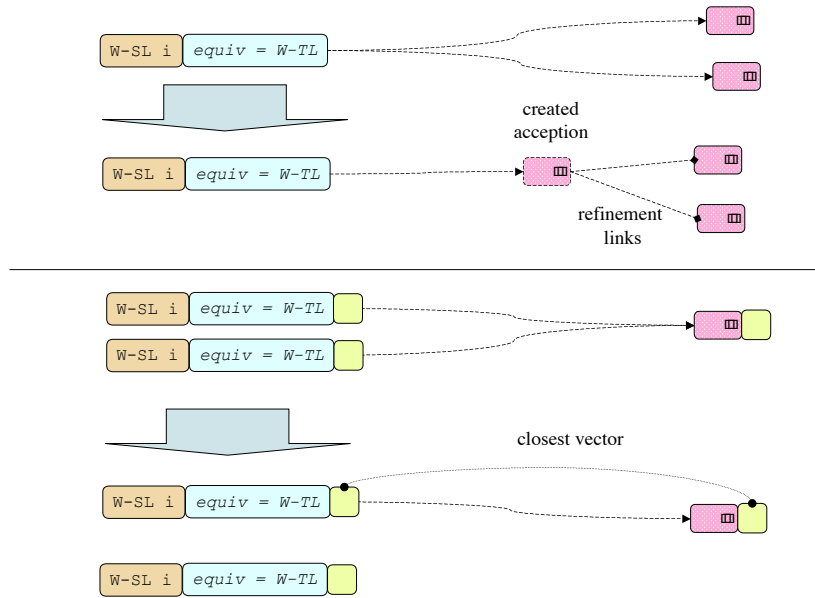 W-SL i equiv = W-TL
created
acception
W-SL i equiv = W-TL
refinement
links
W-SL i equiv = W-TL
W-SL i equiv = W-TL
closest vector
W-SL i equiv = W-TL
W-SL i equiv = W-TL